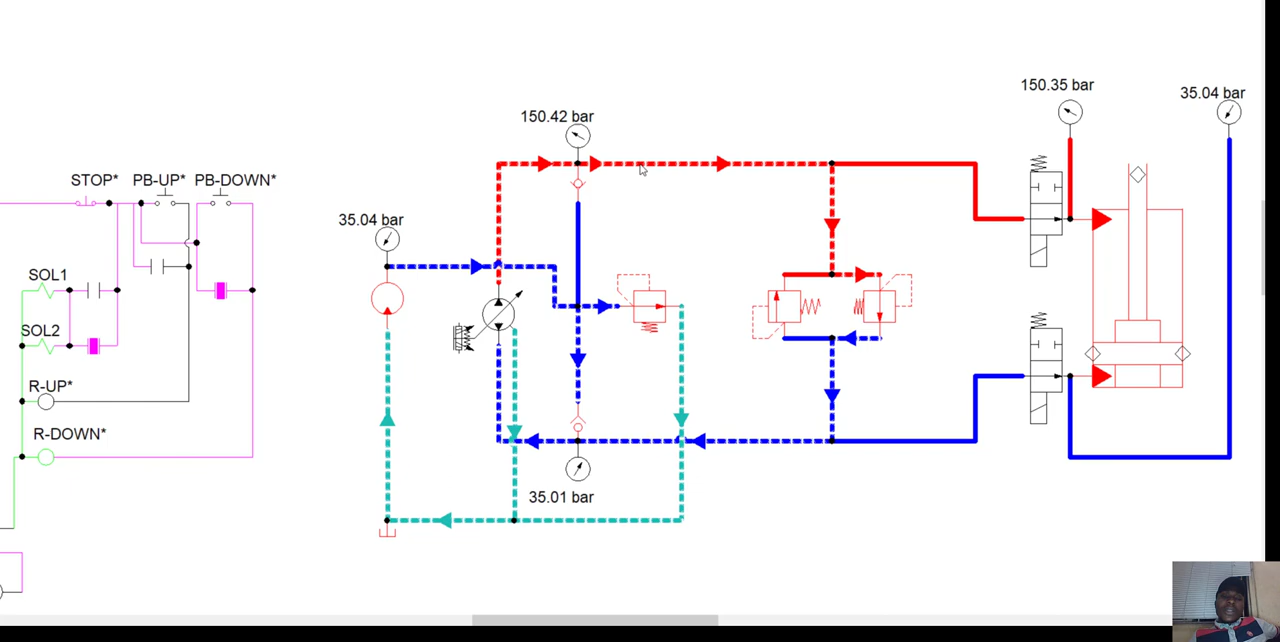 150.35 bar
35.04 bar
150.42 bar
STOP* PB-UP* PB-DOWN*
35.04 bar
SOL1
SOL2
R-UP*
R-DOWN*
35.01 bar